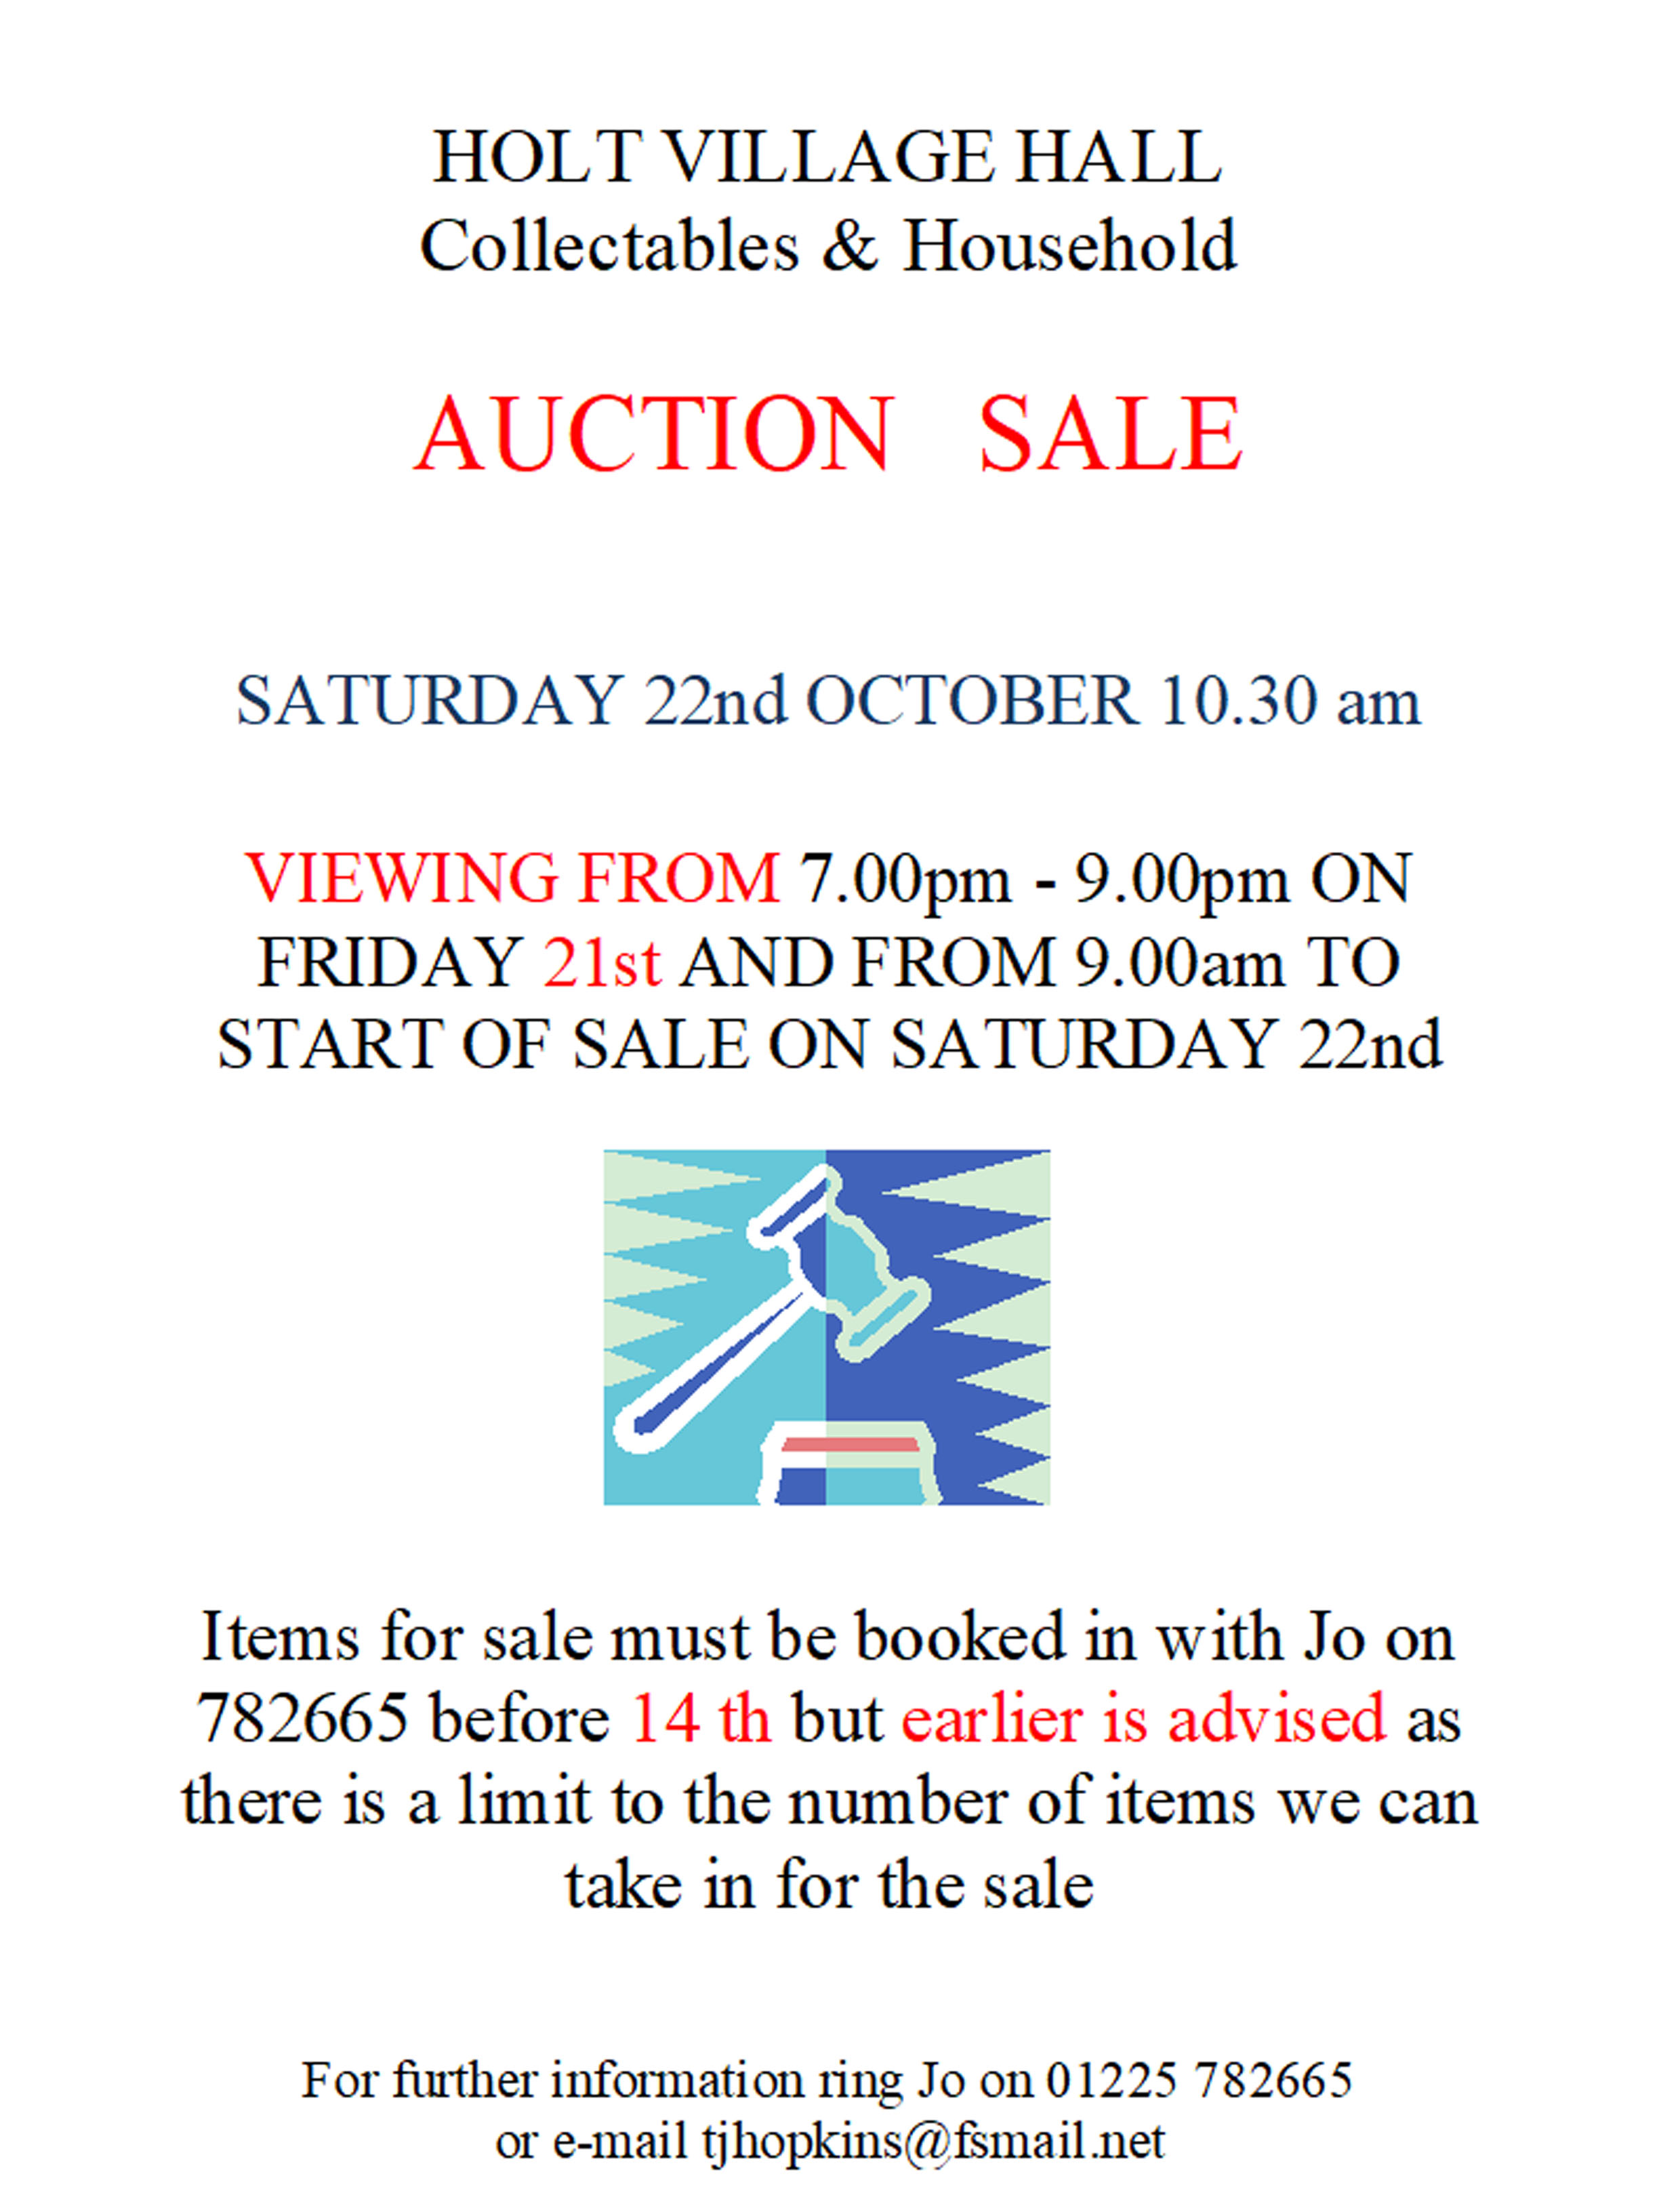 HOLT VILLAGE HALL
Collectables & Household
AUCTION SALE
SATURDAY 22nd OCTOBER 10.30 am
VIEWING FROM 7.00pm - 9.00pm ON
FRIDAY 21st AND FROM 9.00am TO
START OF SALE ON SATURDAY 22nd
Items for sale must be booked in with Jo on
782665 before 14 th but earlier is advised as
there is a limit to the number of items we can
take in for the sale
For further information ring Jo on 01225 782665
or e-mail tjhopkins@fsmail.net